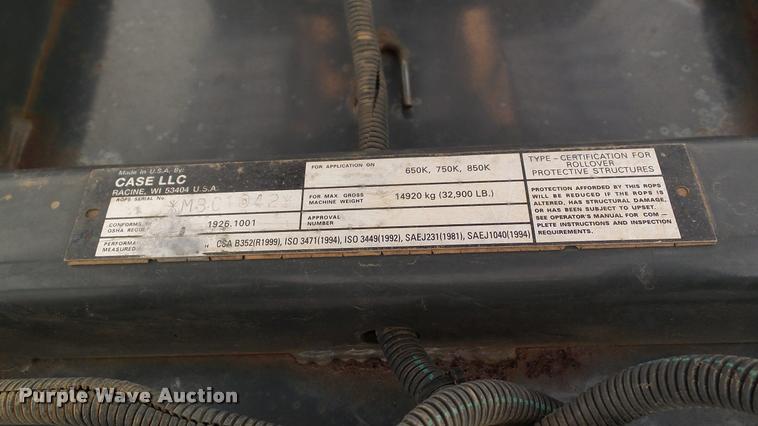 Made in U.S.A. By:
CASE LLC
RACINE, WI 53404 U.S.A.
ROPS SERIAL No.
*M3C 342
CONFORMS
OSHA REGUL
1926.1001
PERFORMA
MEASURED
H CSA B352(R1999), ISO 3471(1994), ISO 3449(1992), SAEJ231(1981), SAEJ1040(1994)
FOR APPLICATION ON
650K, 750K, 850K
FOR MAX. GROSS
MACHINE WEIGHT
14920 kg (32,900 LB.)
APPROVAL
NUMBER
TYPE - CERTIFICATION FOR
ROLLOVER
PROTECTIVE STRUCTURES
PROTECTION AFFORDED BY THIS ROPS
WILL BE REDUCED IF THE ROPS IS
ALTERED, HAS STRUCTURAL DAMAGE,
OR HAS BEEN SUBJECT TO UPSET.
SEE OPERATOR'S MANUAL FOR COM -
PLETE INSTRUCTIONS AND INSPECTION
REQUIREMENTS.
Purple Wave Auction